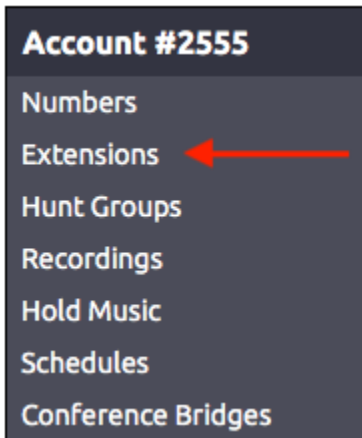 Account #2555
Numbers
Extensions
Hunt Groups
Recordings
Hold Music
Schedules
Conference Bridges